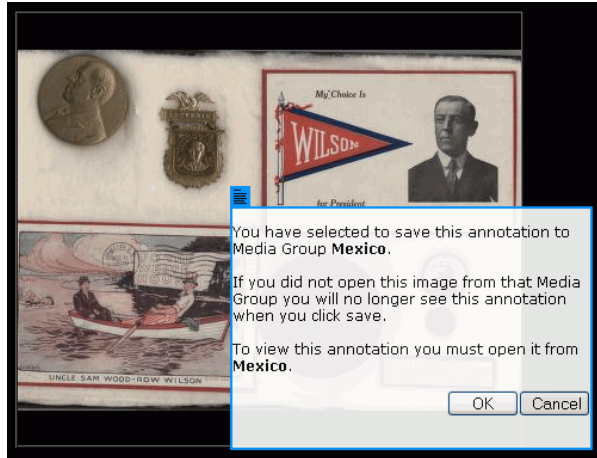 My Choice Is
WILSON
for President
UNCLE SAM WOOD-ROW WILSON
You have selected to save this annotation to
Media Group Mexico.
If you did not open this image from that Media
Group you will no longer see this annotation
when you click save.
To view this annotation you must open it from
Mexico.
OK
Cancel